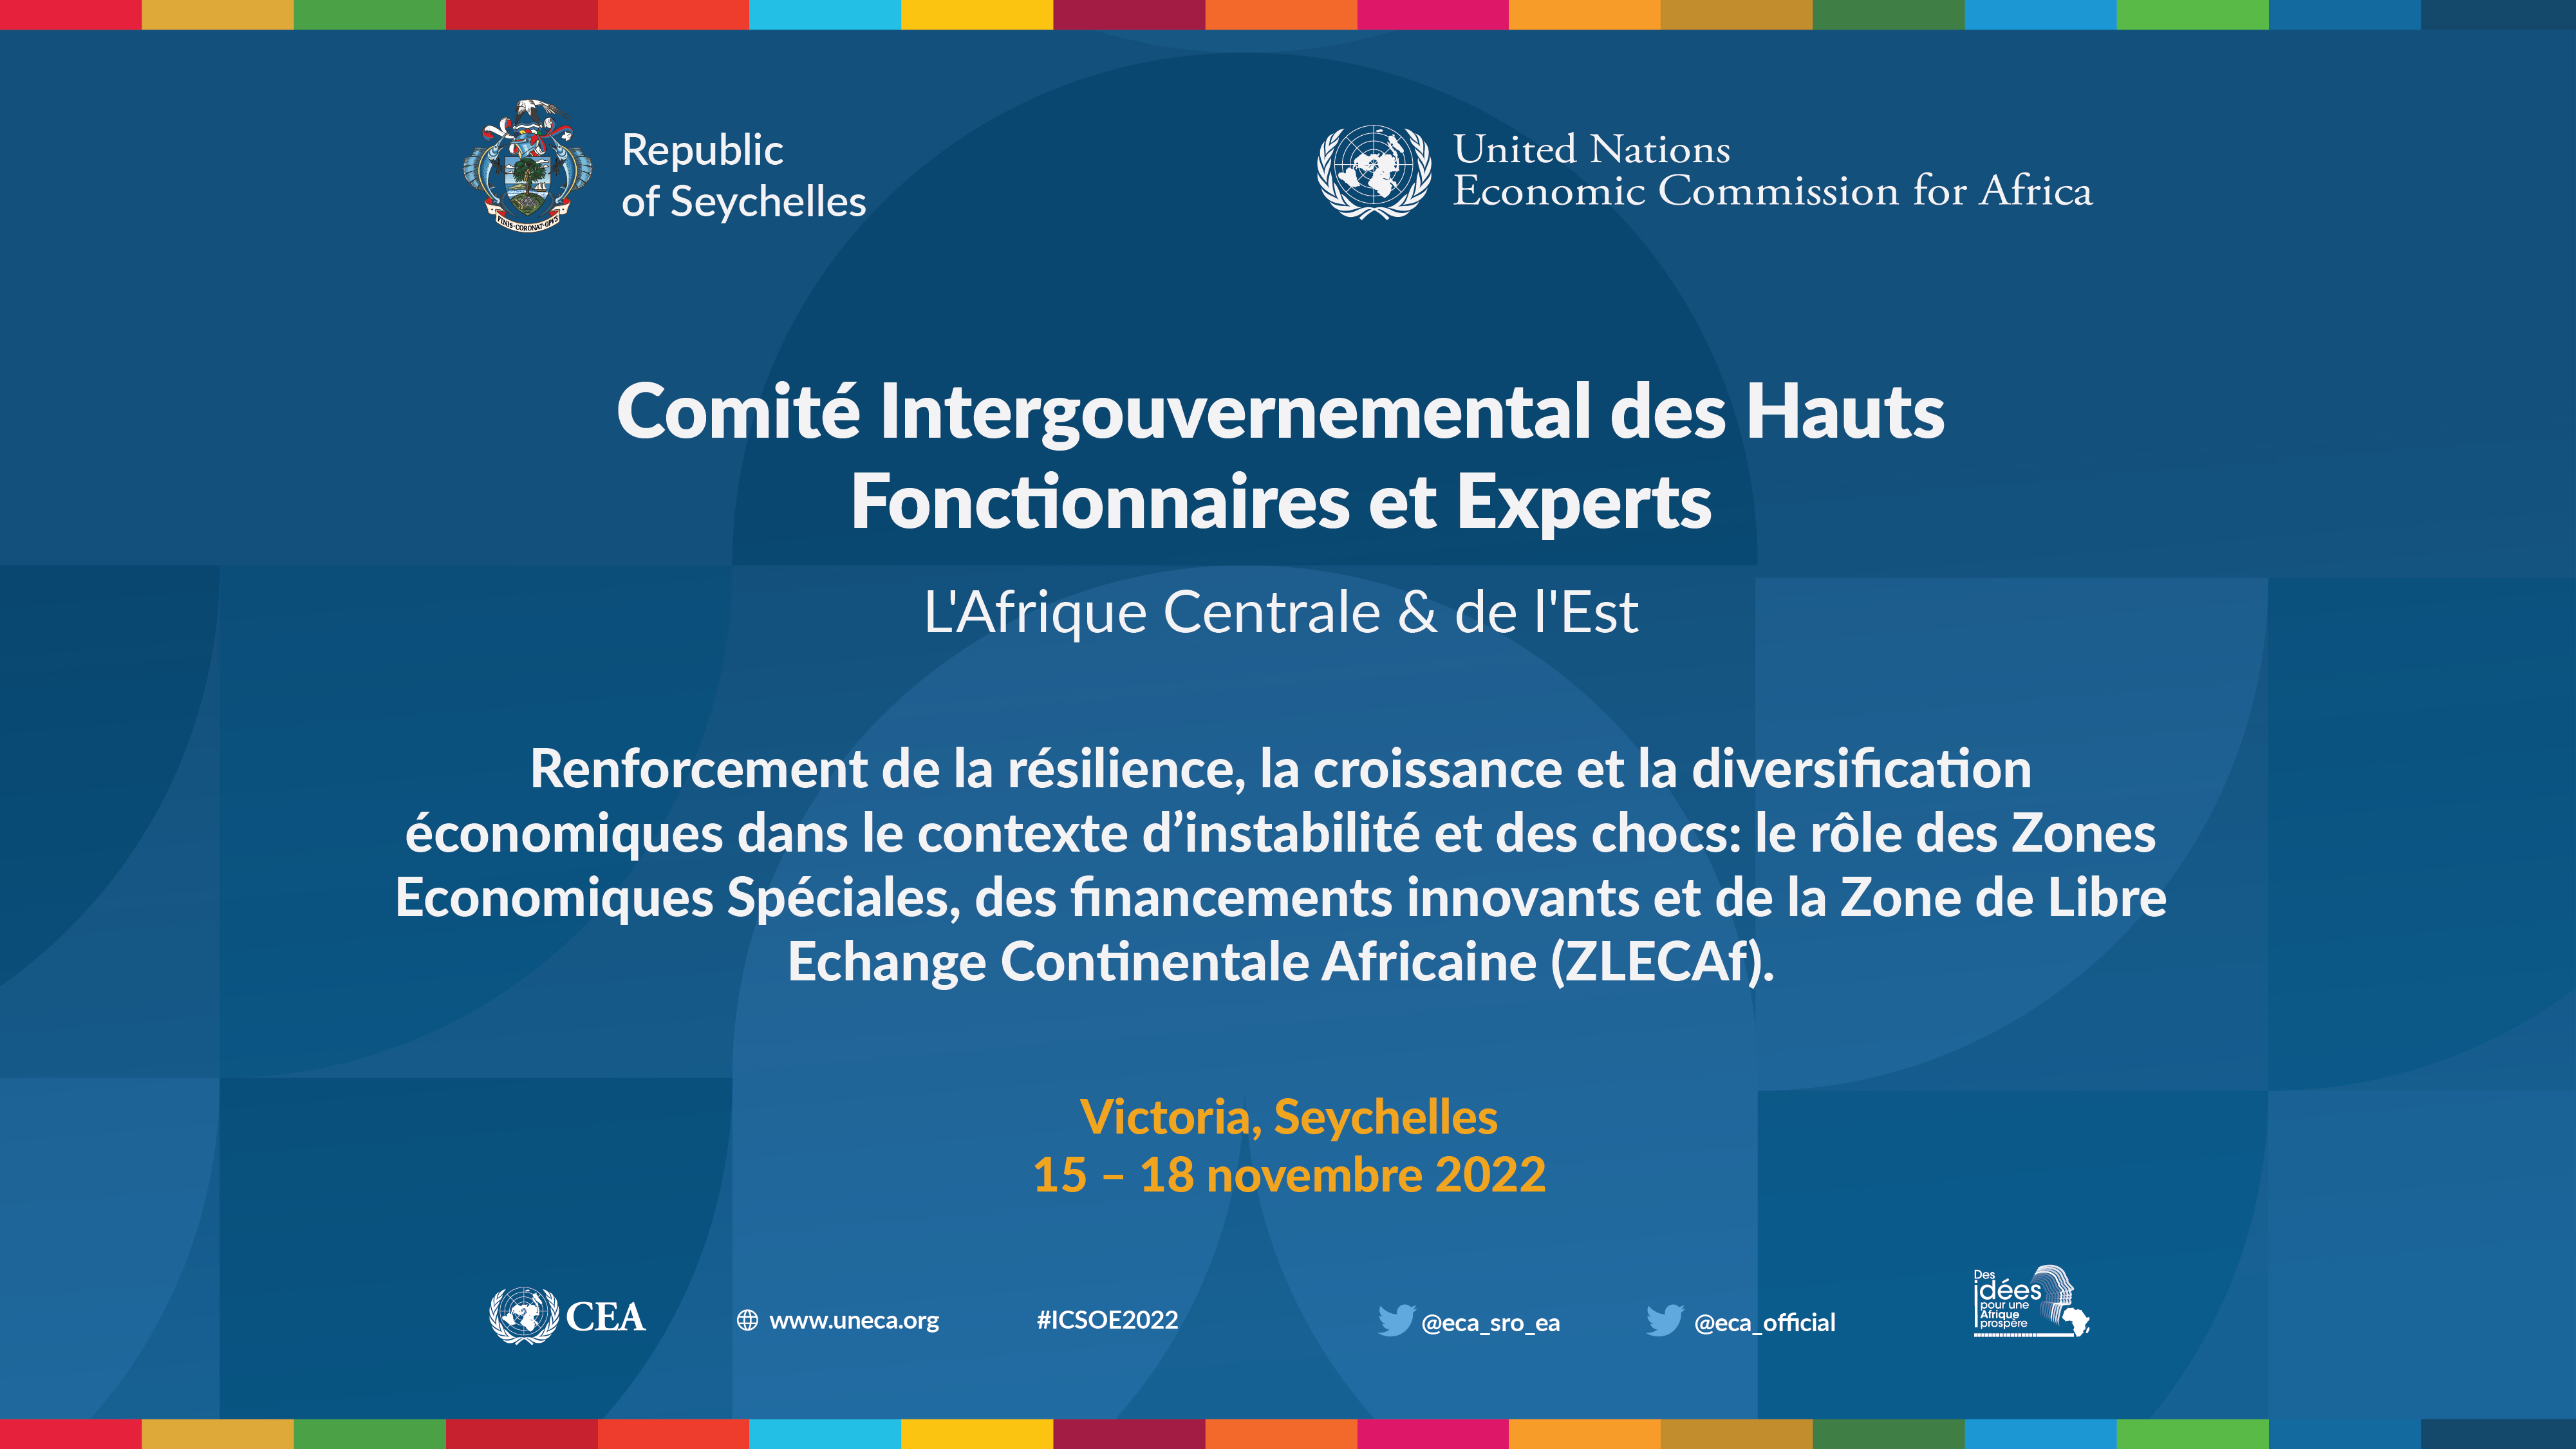 Republic
of Seychelles
FINIS·CORONAT·OPUS
United Nations
Economic Commission for Africa
Comité Intergouvernemental des Hauts
Fonctionnaires et Experts
L'Afrique Centrale & de l'Est
Renforcement de la résilience, la croissance et la diversification
économiques dans le contexte d’instabilité et des chocs: le rôle des Zones
Economiques Spéciales, des financements innovants et de la Zone de Libre
Echange Continentale Africaine (ZLECAf).
Victoria, Seychelles
15 – 18 novembre 2022
CEA
www.uneca.org
#ICSOE2022
@eca_sro_ea
@eca_official
Des
idées
pour une
Afrique
prospère